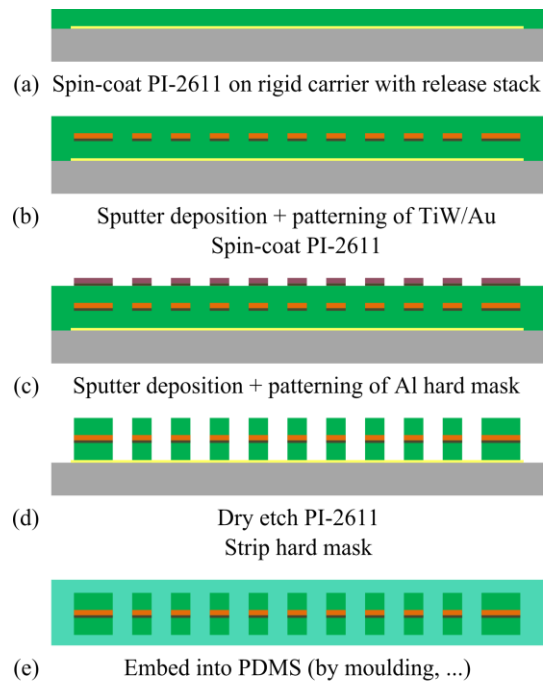 (a) Spin-coat PI-2611 on rigid carrier with release stack
(b) Sputter deposition + patterning of TiW/Au
Spin-coat PI-2611
(c) Sputter deposition + patterning of Al hard mask
(d) Dry etch PI-2611
Strip hard mask
(e) Embed into PDMS (by moulding, ...)